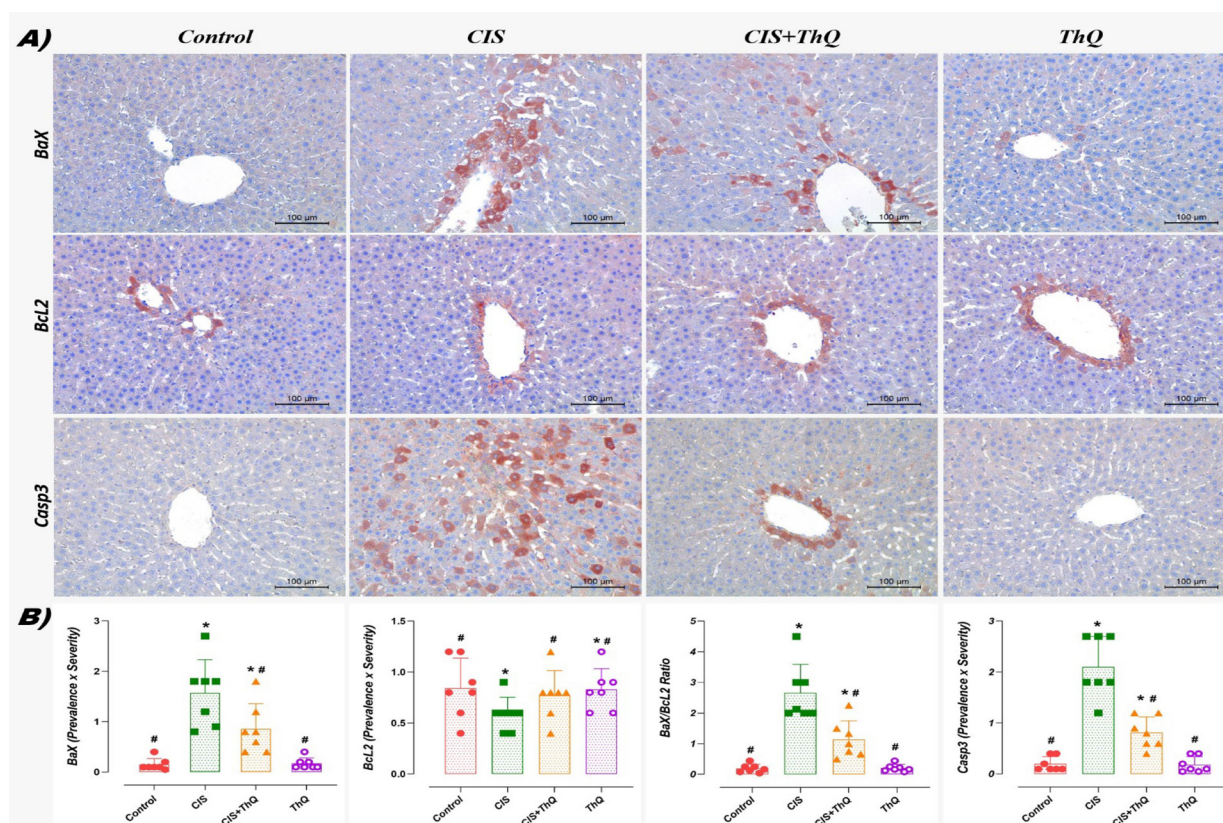 A)
Control CIS CIS+ThQ ThQ
BaX
100 µm 100 µm 100 µm 100 µm
BcL2
100 µm 100 µm 100 µm 100 µm
Casp3
100 µm 100 µm 100 µm 100 µm
B)
BaX (Prevalence x Severity)
3
2
1
0
# * * # #
Control CIS CIS+ThQ ThQ
BcL2 (Prevalence x Severity)
1.5
1.0
0.5
0.0
# * # * #
Control CIS CIS+ThQ ThQ
BaX/BcL2 Ratio
5
4
3
2
1
0
# * * # #
Control CIS CIS+ThQ ThQ
Casp3 (Prevalence x Severity)
3
2
1
0
# * * # #
Control CIS CIS+ThQ ThQ